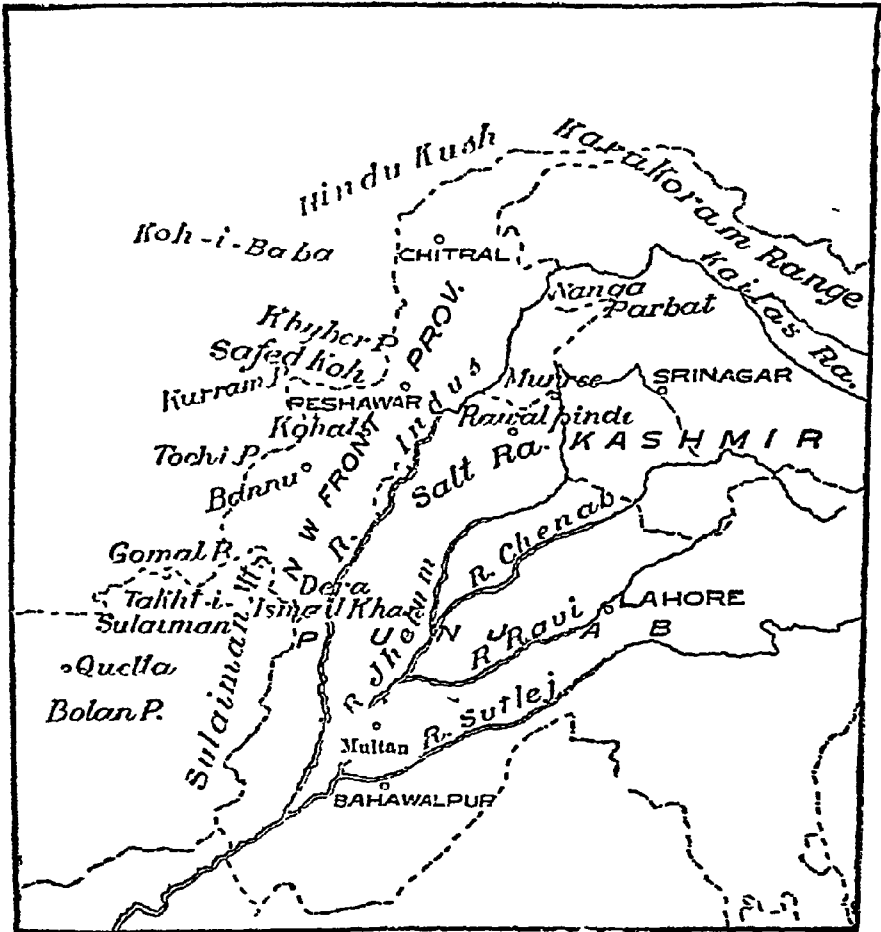 Hindu Kush
Karakoram Range
Koh-i-Baba
CHITRAL
Kailas Ra.
Nanga
Parbat
Khyber P.
Safed Koh
Kurram P.
PESHAWAR
Kohat
N W FRONT PROV.
R. Indus
Murree
SRINAGAR
Rawalpindi
KASHMIR
Tochi P.
Bannu
Salt Ra.
R. Chenab
Gomal P.
Dera
Ismail Khan
Takht-i-
Sulaiman
Sulaiman Mts
R Jhelum
LAHORE
PUNJAB
R Ravi
Quetta
Bolan P.
R. Sutlej
Multan
BAHAWALPUR